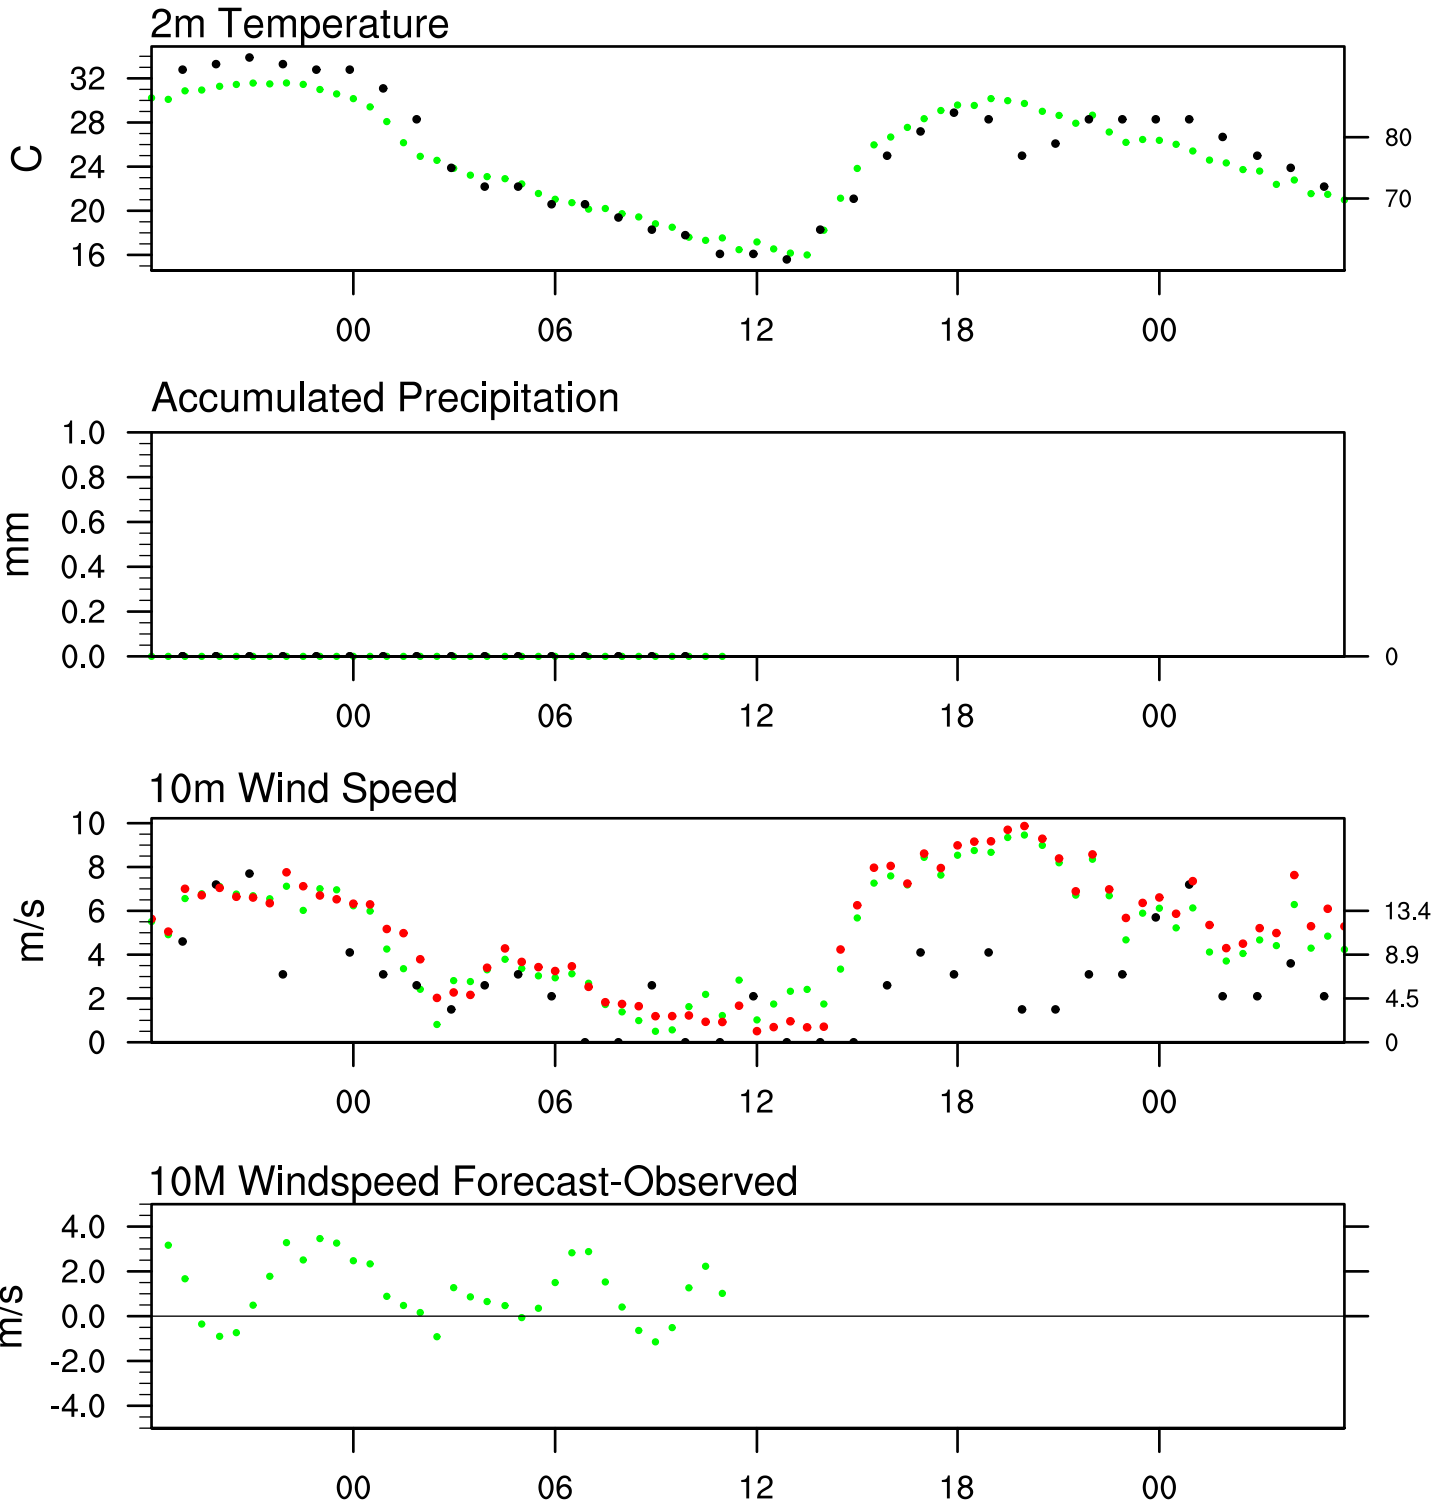 2m Temperature
C
32
28
24
20
16
80
70
00 06 12 18 00
Accumulated Precipitation
mm
1.0
0.8
0.6
0.4
0.2
0.0
0
00 06 12 18 00
10m Wind Speed
m/s
10
8
6
4
2
0
13.4
8.9
4.5
0
00 06 12 18 00
10M Windspeed Forecast-Observed
m/s
4.0
2.0
0.0
-2.0
-4.0
00 06 12 18 00